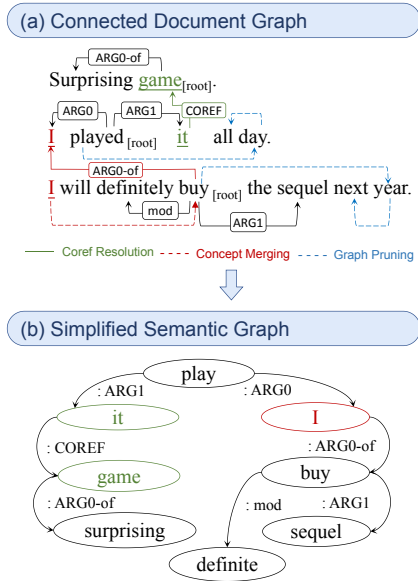 (a) Connected Document Graph
ARG0-of
Surprising game[root].
ARG0 ARG1 COREF
I played [root] it all day.
ARG0-of
I will definitely buy [root] the sequel next year.
mod
ARG1
Coref Resolution Concept Merging Graph Pruning
(b) Simplified Semantic Graph
play
: ARG1 : ARG0
it I
: COREF : ARG0-of
game buy
: ARG0-of : mod : ARG1
surprising sequel
definite